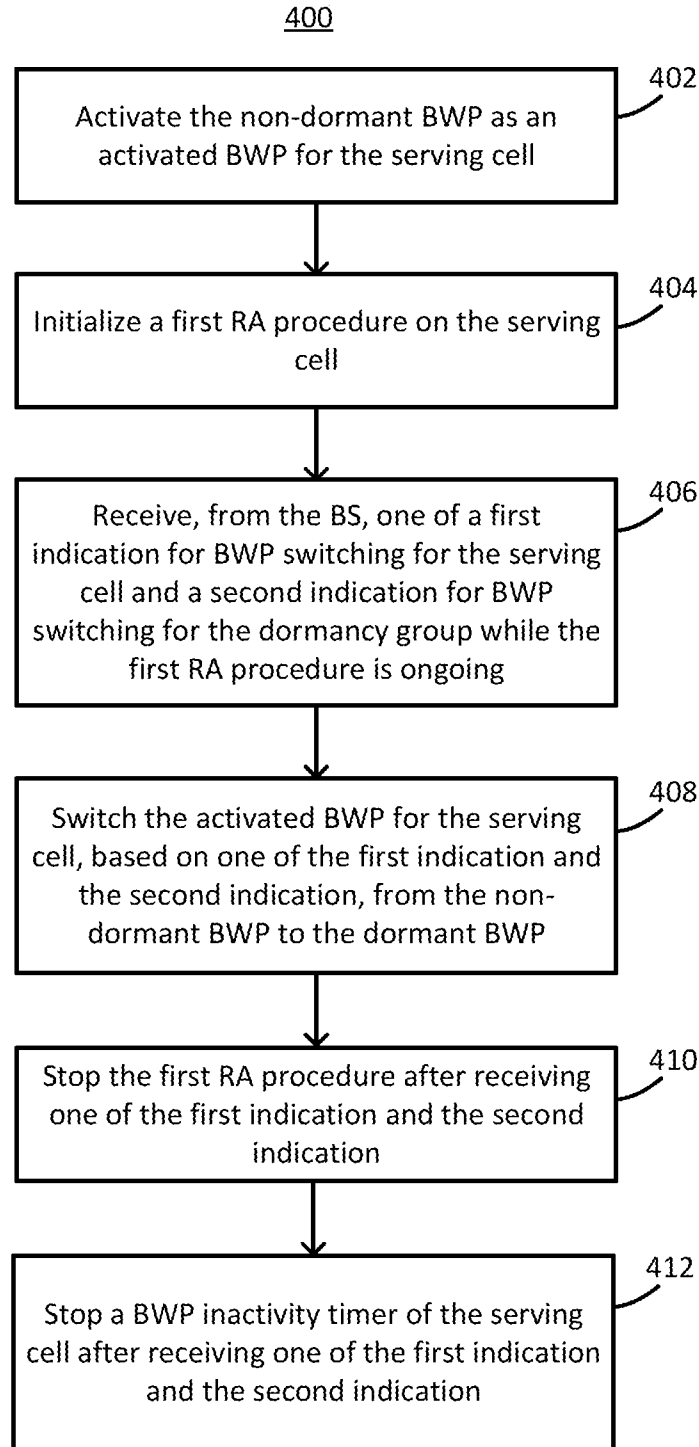 400
402
Activate the non-dormant BWP as an
activated BWP for the serving cell
404
Initialize a first RA procedure on the serving
cell
406
Receive, from the BS, one of a first
indication for BWP switching for the serving
cell and a second indication for BWP
switching for the dormancy group while the
first RA procedure is ongoing
408
Switch the activated BWP for the serving
cell, based on one of the first indication and
the second indication, from the non-
dormant BWP to the dormant BWP
410
Stop the first RA procedure after receiving
one of the first indication and the second
indication
412
Stop a BWP inactivity timer of the serving
cell after receiving one of the first indication
and the second indication